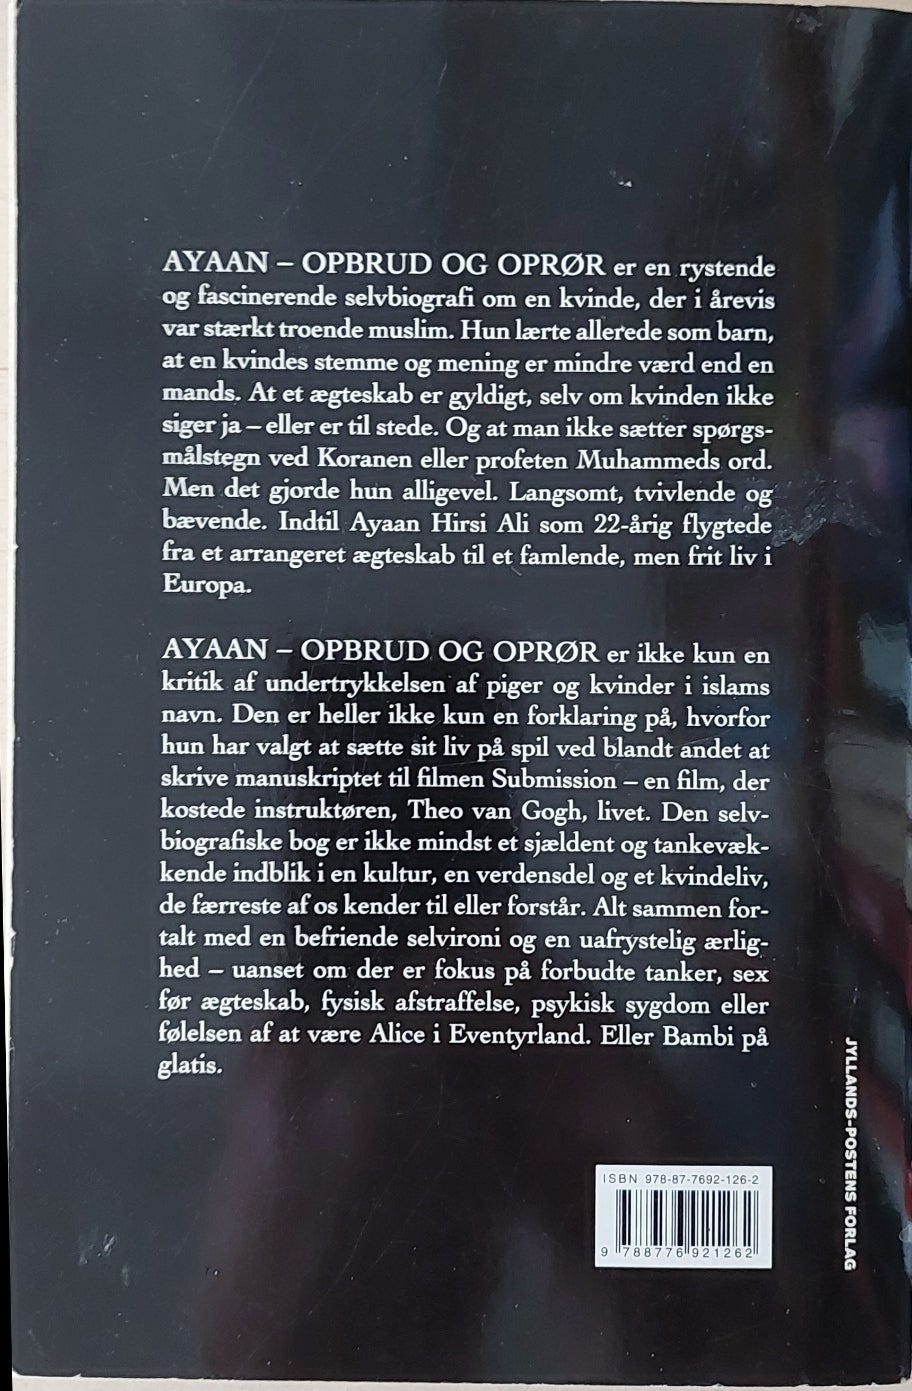 AYAAN – OPBRUD OG OPRØR er en rystende
og fascinerende selvbiografi om en kvinde, der i årevis
var stærkt troende muslim. Hun lærte allerede som barn,
at en kvindes stemme og mening er mindre værd end en
mands. At et ægteskab er gyldigt, selv om kvinden ikke
siger ja – eller er til stede. Og at man ikke sætter spørgs-
målstegn ved Koranen eller profeten Muhammeds ord.
Men det gjorde hun alligevel. Langsomt, tvivlende og
bævende. Indtil Ayaan Hirsi Ali som 22-årig flygtede
fra et arrangeret ægteskab til et famlende, men frit liv i
Europa.
AYAAN – OPBRUD OG OPRØR er ikke kun en
kritik af undertrykkelsen af piger og kvinder i islams
navn. Den er heller ikke kun en forklaring på, hvorfor
hun har valgt at sætte sit liv på spil ved blandt andet at
skrive manuskriptet til filmen Submission – en film, der
kostede instruktøren, Theo van Gogh, livet. Den selv-
biografiske bog er ikke mindst et sjældent og tankevæk-
kende indblik i en kultur, en verdensdel og et kvindeliv,
de færreste af os kender til eller forstår. Alt sammen for-
talt med en befriende selvironi og en uafrystelig ærlig-
hed – uanset om der er fokus på forbudte tanker, sex
før ægteskab, fysisk afstraffelse, psykisk sygdom eller
følelsen af at være Alice i Eventyrland. Eller Bambi på
glatis.
JYLLANDS-POSTENS FORLAG
ISBN 978-87-7692-126-2
9 788776 921262